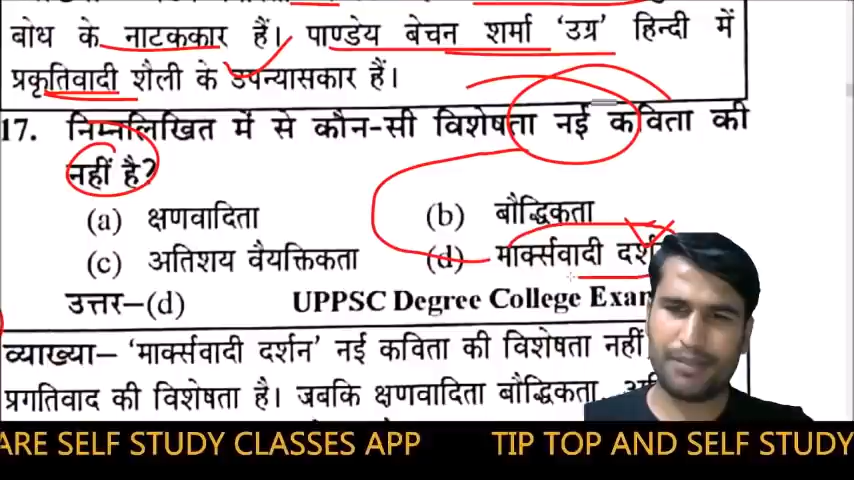 बोध के नाटककार हैं। पाण्डेय बेचन शर्मा 'उग्र' हिन्दी में
प्रकृतिवादी शैली के उपन्यासकार हैं।
17. निम्नलिखित में से कौन-सी विशेषता नई कविता की
नहीं है?
(a) क्षणवादिता (b) बौद्धिकता
(c) अतिशय वैयक्तिकता (d) मार्क्सवादी
उत्तर–(d) UPPSC Degree College
व्याख्या– 'मार्क्सवादी दर्शन' नई कविता की विशेषता नहीं
प्रगतिवाद की विशेषता है। जबकि क्षणवादिता बौद्धिकता,
ARE SELF STUDY CLASSES APP TIP TOP AND SELF STUDY